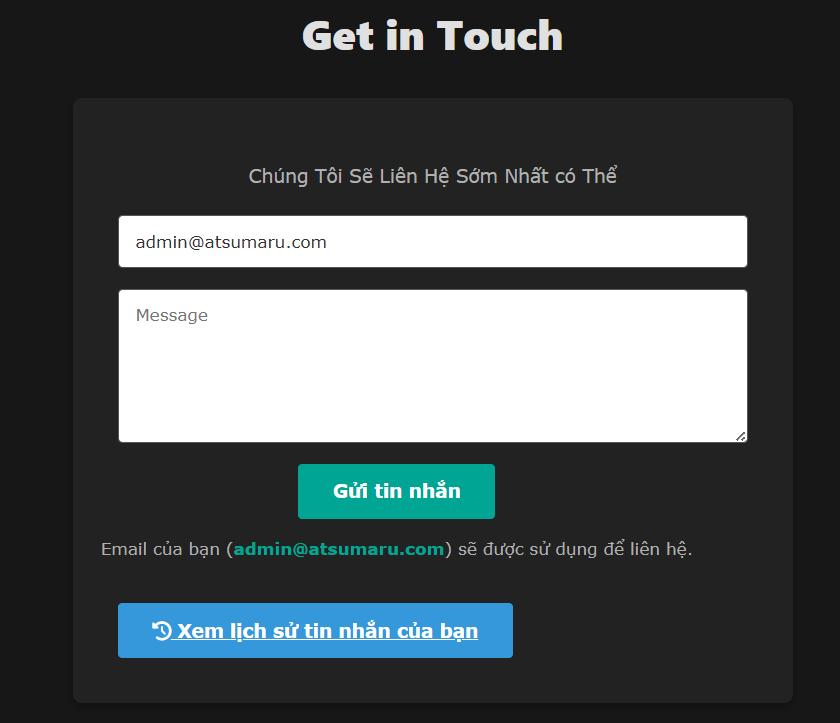 Get in Touch
Chúng Tôi Sẽ Liên Hệ Sớm Nhất có Thể
admin@atsumaru.com
Message
Gửi tin nhắn
Email của bạn (admin@atsumaru.com) sẽ được sử dụng để liên hệ.
Xem lịch sử tin nhắn của bạn